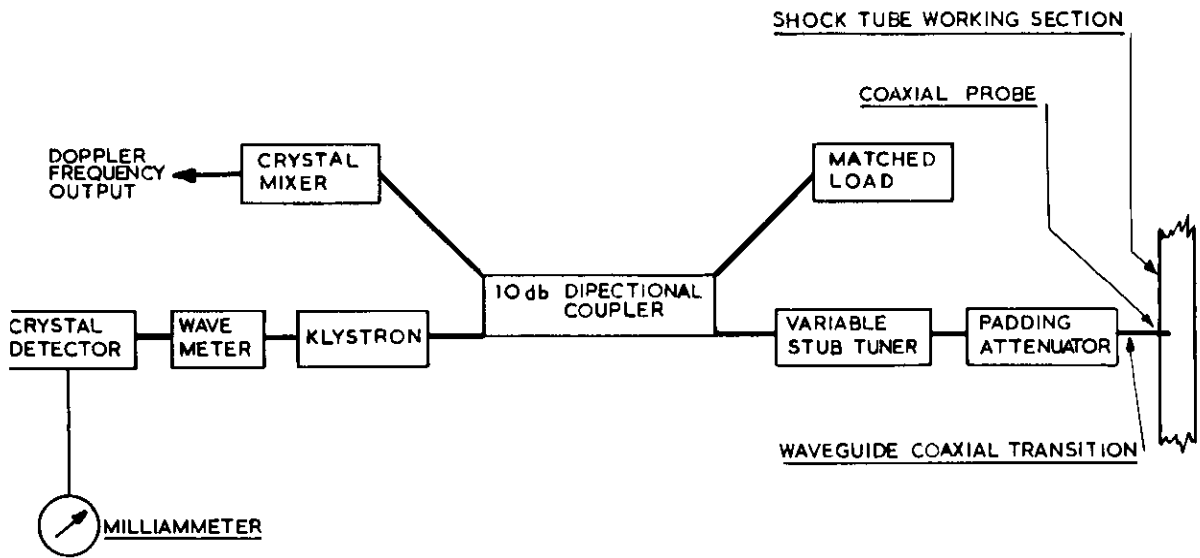 SHOCK TUBE WORKING SECTION
COAXIAL PROBE
DOPPLER
FREQUENCY
OUTPUT
CRYSTAL
MIXER
MATCHED
LOAD
10 db DIPECTIONAL
COUPLER
CRYSTAL
DETECTOR
WAVE
METER
KLYSTRON
VARIABLE
STUB TUNER
PADDING
ATTENUATOR
WAVEGUIDE COAXIAL TRANSITION
MILLIAMMETER